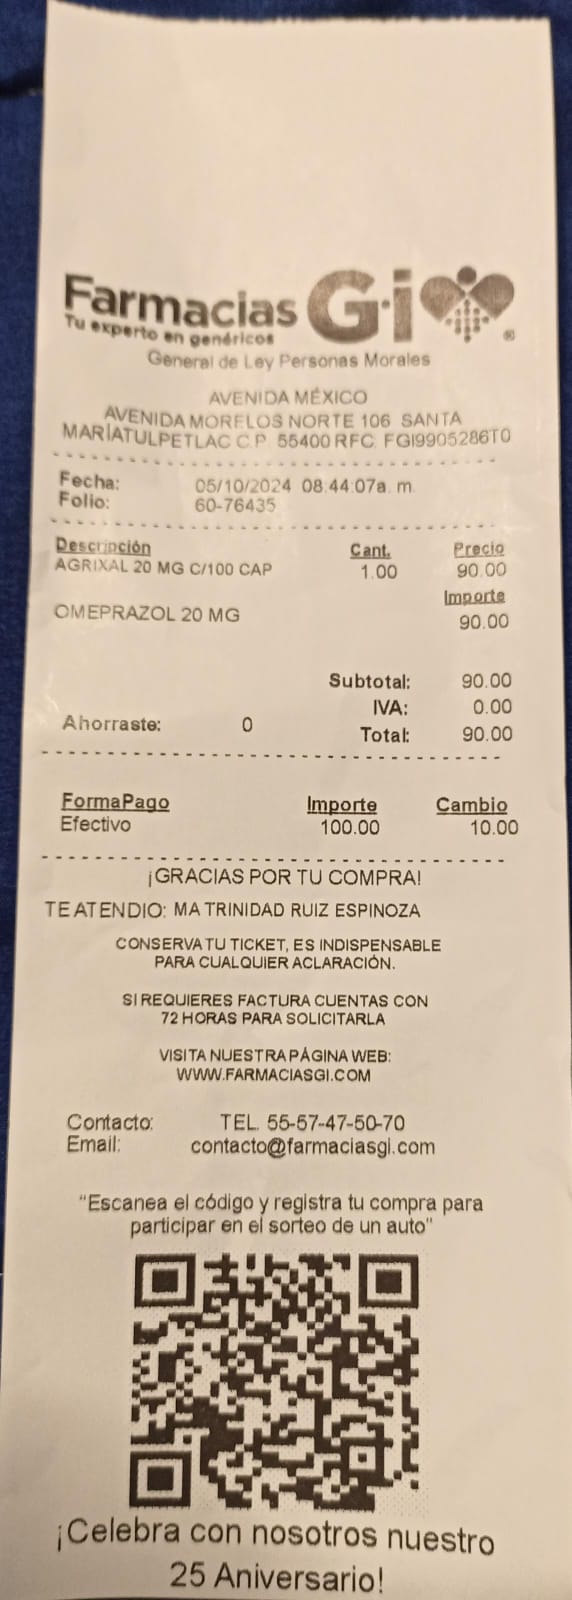 Farmacias G·i ®
Tu experto en genéricos
General de Ley Personas Morales
AVENIDA MÉXICO
AVENIDA MORELOS NORTE 106 SANTA
MARÍATULPETLAC C.P. 55400 RFC. FGI9905286T0
Fecha: 05/10/2024 08:44:07a. m.
Folio: 60-76435
Descripción Cant. Precio
AGRIXAL 20 MG C/100 CAP 1.00 90.00
Importe
OMEPRAZOL 20 MG 90.00
Subtotal: 90.00
IVA: 0.00
Ahorraste: 0 Total: 90.00
FormaPago Importe Cambio
Efectivo 100.00 10.00
¡GRACIAS POR TU COMPRA!
TE ATENDIO: MA TRINIDAD RUIZ ESPINOZA
CONSERVA TU TICKET, ES INDISPENSABLE
PARA CUALQUIER ACLARACIÓN.
SI REQUIERES FACTURA CUENTAS CON
72 HORAS PARA SOLICITARLA
VISITA NUESTRA PÁGINA WEB:
WWW.FARMACIASGI.COM
Contacto: TEL. 55-57-47-50-70
Email: contacto@farmaciasgi.com
"Escanea el código y registra tu compra para
participar en el sorteo de un auto"
¡Celebra con nosotros nuestro
25 Aniversario!